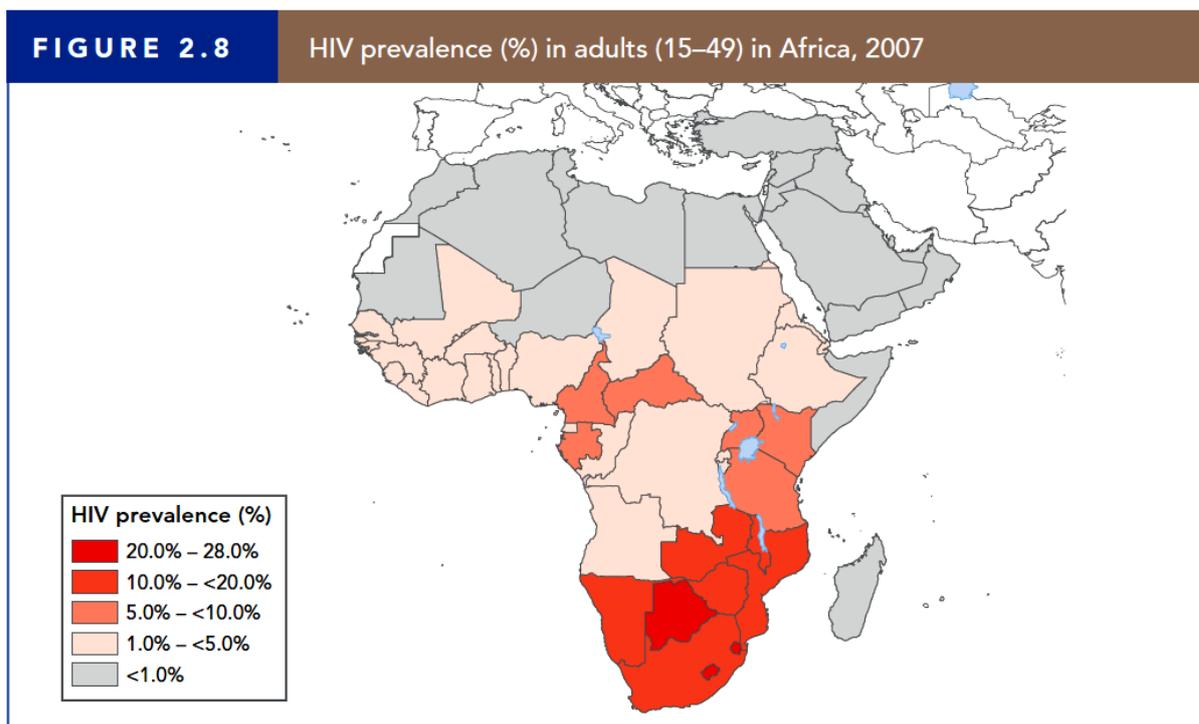 FIGURE 2.8
HIV prevalence (%) in adults (15–49) in Africa, 2007
HIV prevalence (%)
20.0% – 28.0%
10.0% – <20.0%
5.0% – <10.0%
1.0% – <5.0%
<1.0%